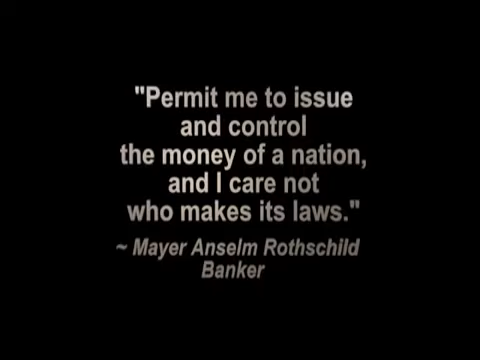 "Permit me to issue
and control
the money of a nation,
and I care not
who makes its laws."
~ Mayer Anselm Rothschild
Banker